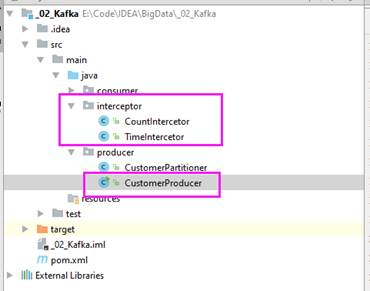 _02_Kafka E:\Code\IDEA\BigData\_02_Kafka
.idea
src
main
java
consumer
interceptor
CountIntercetor
TimeIntercetor
producer
CustomerPartitioner
CustomerProducer
resources
test
target
_02_Kafka.iml
pom.xml
External Libraries